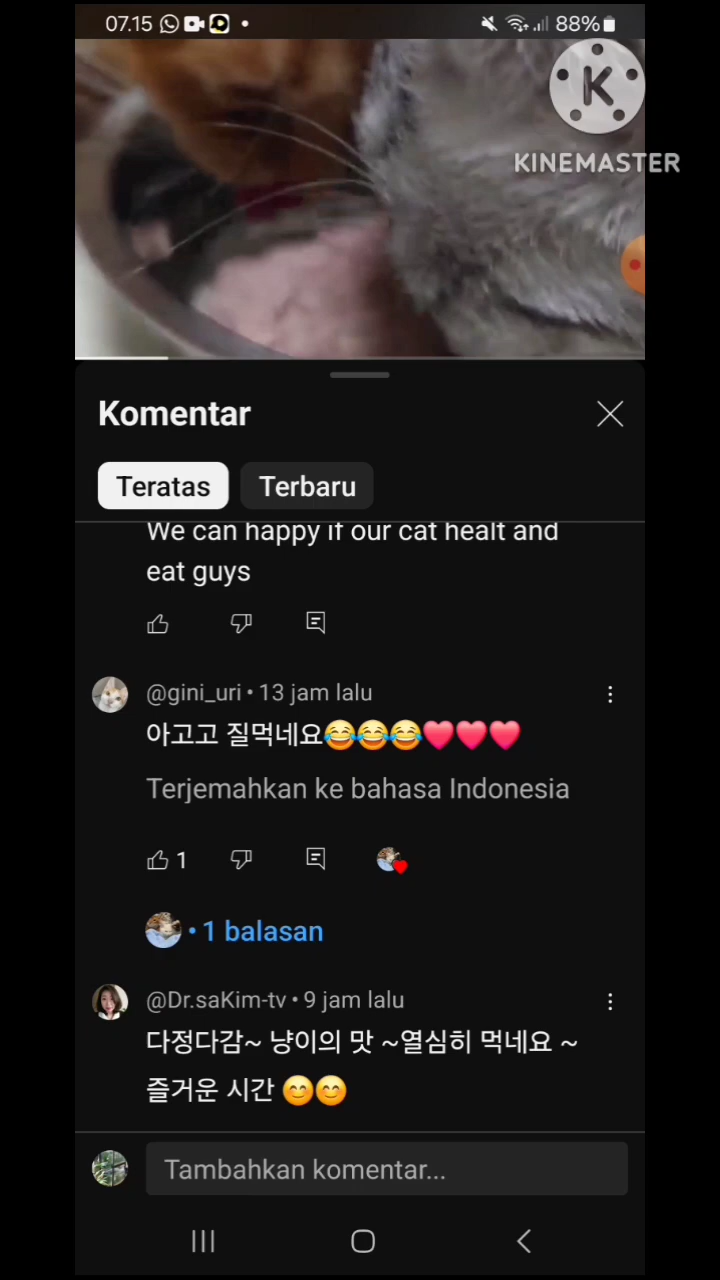 07.15
88%
K
KINEMASTER
Komentar
Teratas
Terbaru
We can happy if our cat healt and
eat guys
@gini_uri • 13 jam lalu
아고고 질먹네요😂😂😂❤️❤️❤️
Terjemahkan ke bahasa Indonesia
1
• 1 balasan
@Dr.saKim-tv • 9 jam lalu
다정다감~ 냥이의 맛 ~열심히 먹네요 ~
즐거운 시간 😊😊
Tambahkan komentar...